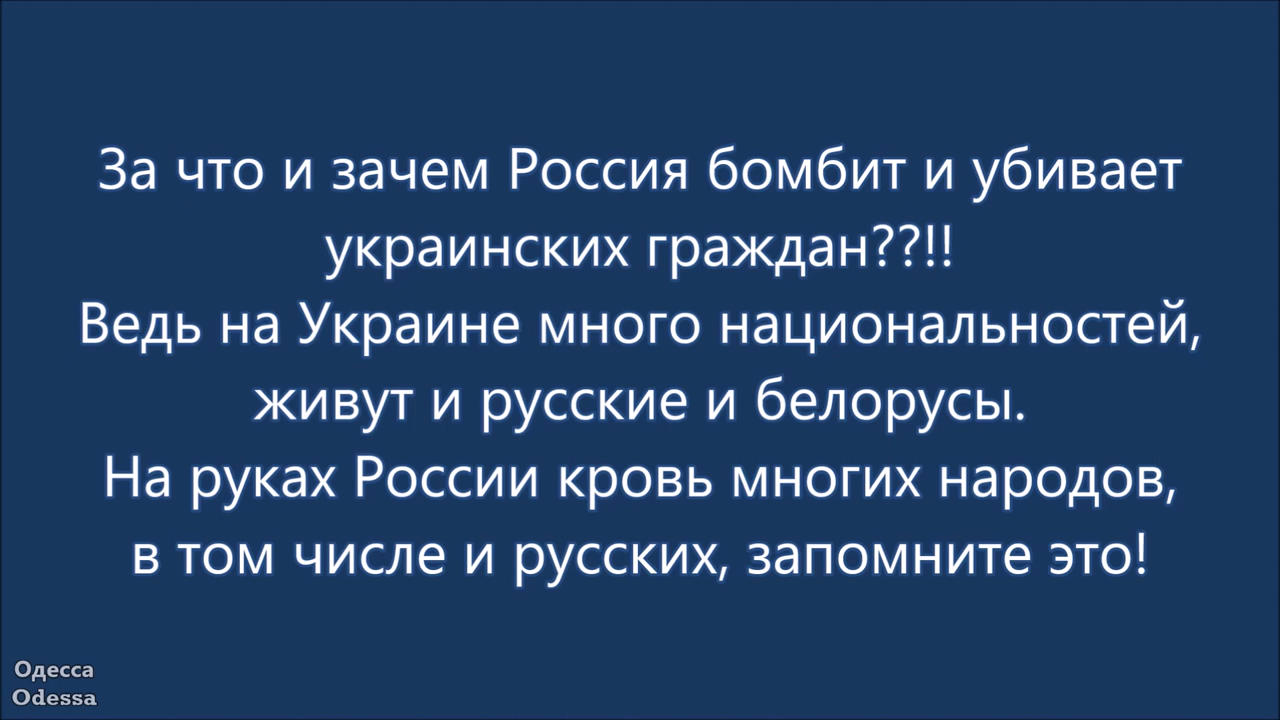 За что и зачем Россия бомбит и убивает
украинских граждан??!!
Ведь на Украине много национальностей,
живут и русские и белорусы.
На руках России кровь многих народов,
в том числе и русских, запомните это!
Одесса
Odessa